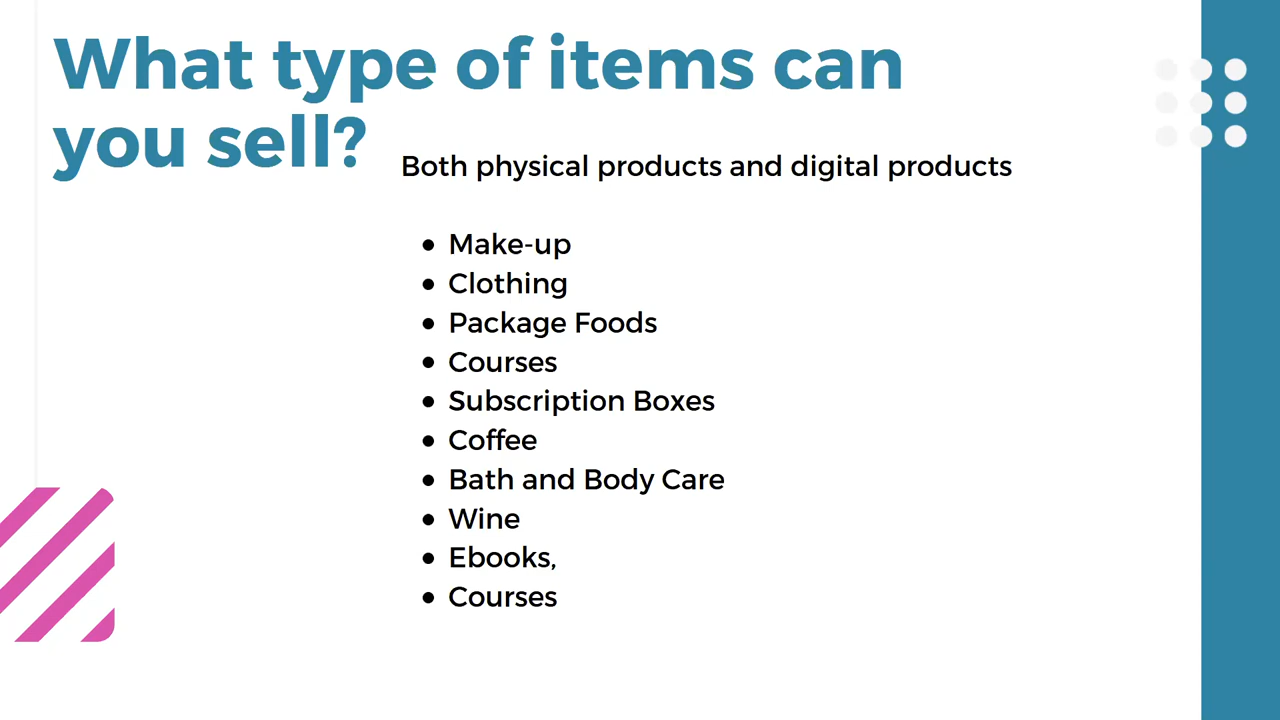 What type of items can
you sell?
Both physical products and digital products
• Make-up
• Clothing
• Package Foods
• Courses
• Subscription Boxes
• Coffee
• Bath and Body Care
• Wine
• Ebooks,
• Courses